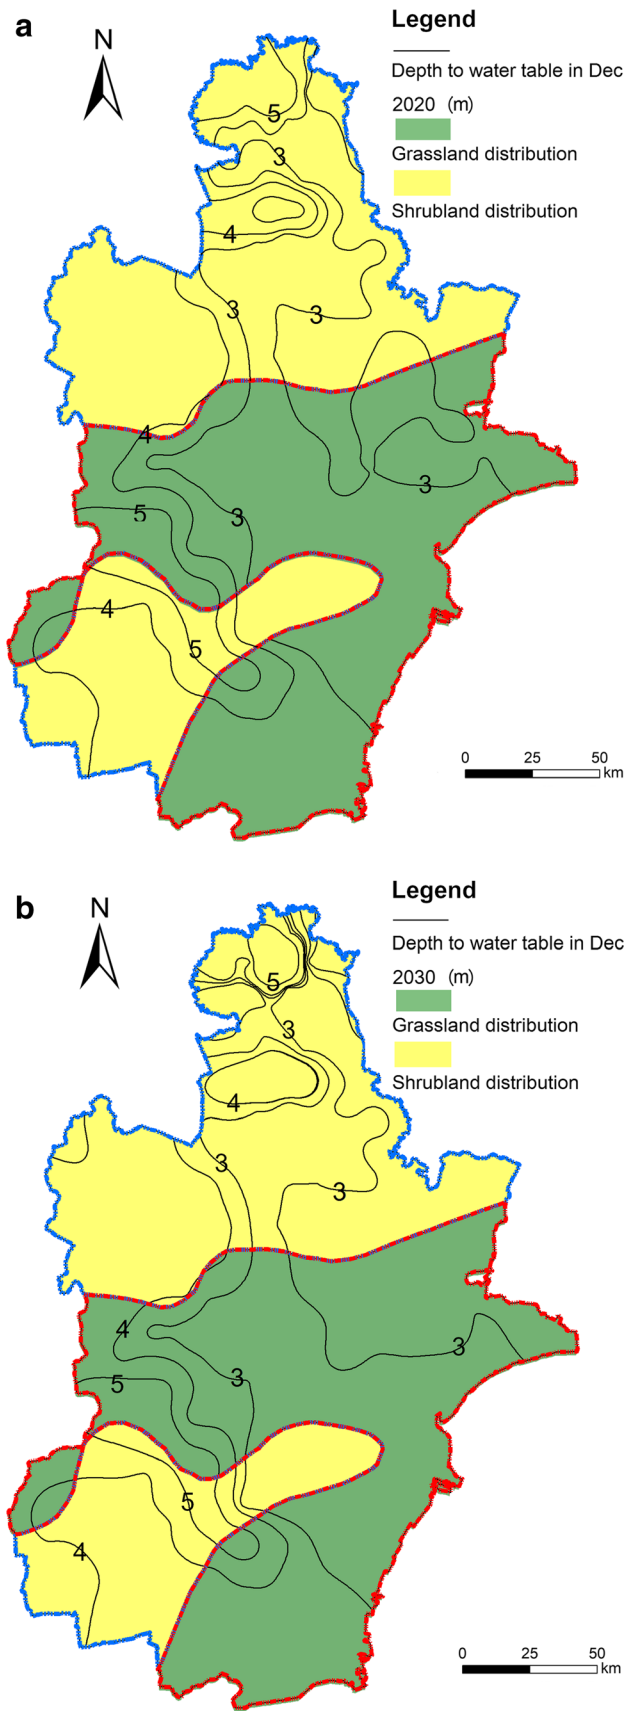 a
Legend
N
Depth to water table in Dec
2020 (m)
Grassland distribution
Shrubland distribution
5
3
4
3
3
4
3
5
3
4
5
0 25 50
km
b
Legend
N
Depth to water table in Dec
2030 (m)
Grassland distribution
Shrubland distribution
5
3
4
3
3
4
3
5
3
5
4
0 25 50
km